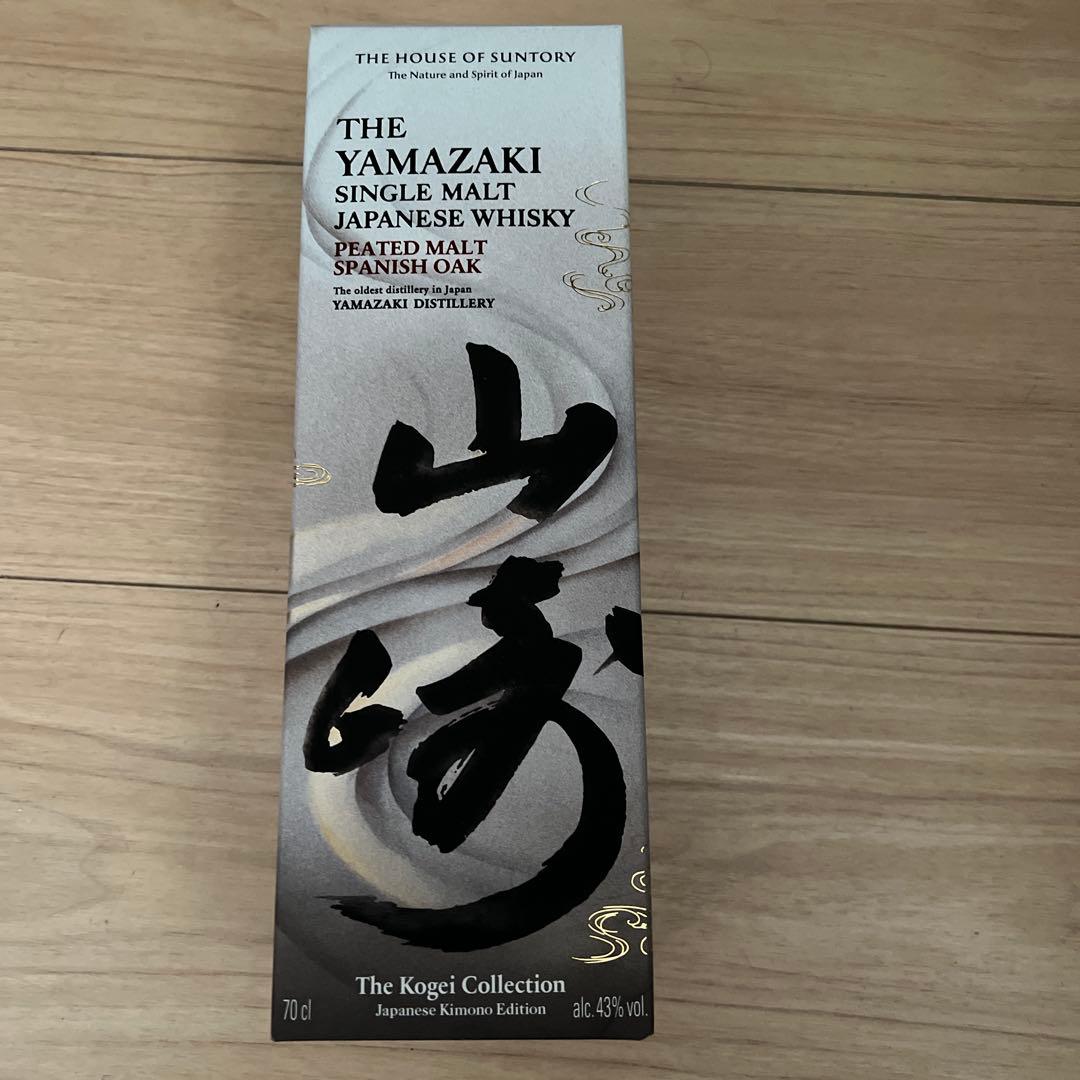 THE HOUSE OF SUNTORY
The Nature and Spirit of Japan
THE
YAMAZAKI
SINGLE MALT
JAPANESE WHISKY
PEATED MALT
SPANISH OAK
The oldest distillery in Japan
YAMAZAKI DISTILLERY
山
崎
The Kogei Collection
Japanese Kimono Edition
70 cl
alc. 43% vol.